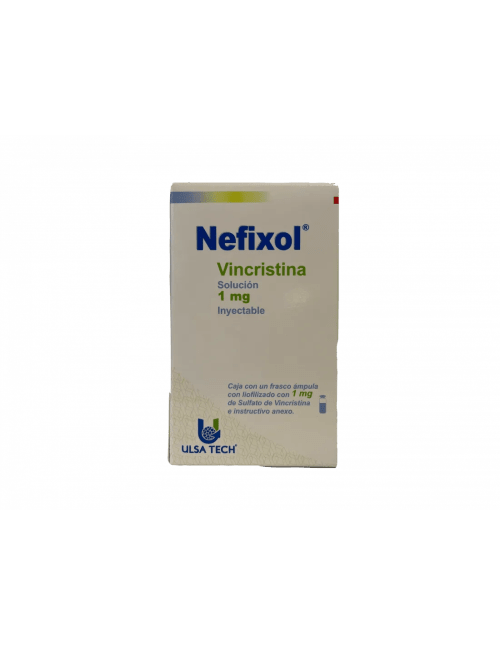 Nefixol®
Vincristina
Solución
1 mg
Inyectable
Caja con un frasco ámpula
con liofilizado con 1 mg
de Sulfato de Vincristina
e instructivo anexo.
ULSA TECH®